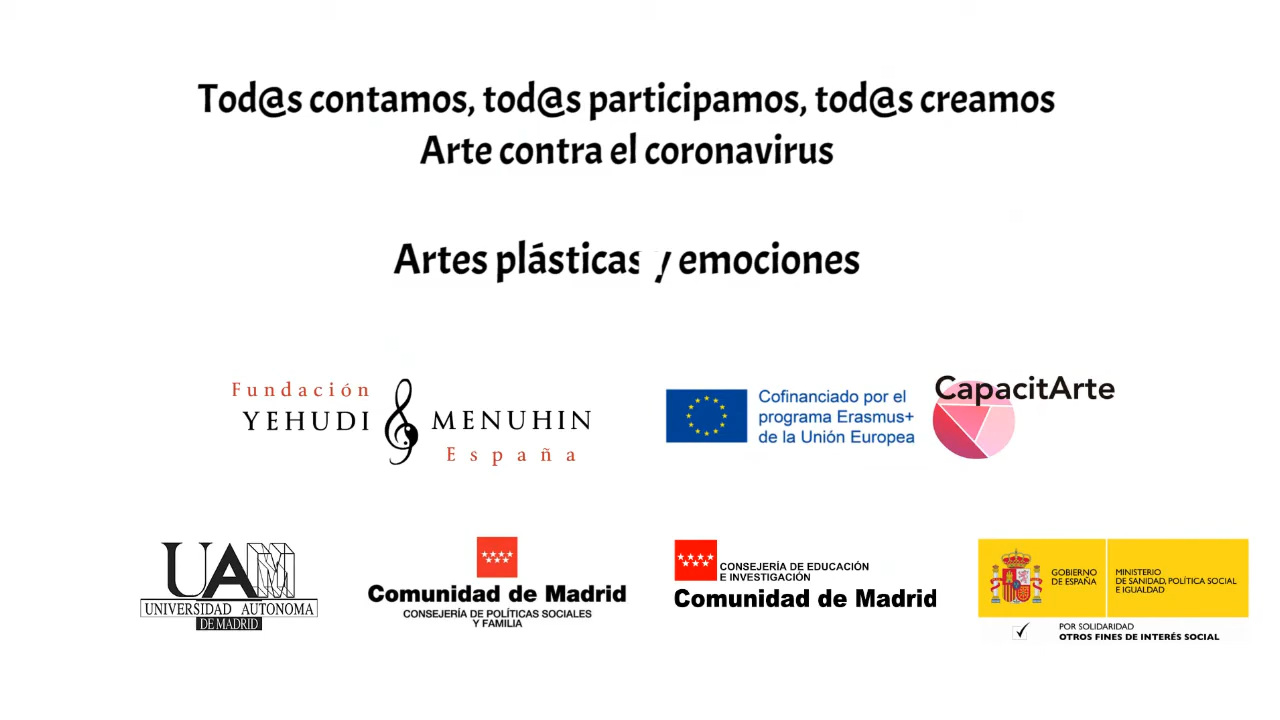 Tod@s contamos, tod@s participamos, tod@s creamos
Arte contra el coronavirus
Artes plásticas y emociones
Fundación
YEHUDI MENUHIN
España
Cofinanciado por el
programa Erasmus+
de la Unión Europea
CapacitArte
UAM
UNIVERSIDAD AUTONOMA
DE MADRID
Comunidad de Madrid
CONSEJERÍA DE POLÍTICAS SOCIALES
Y FAMILIA
CONSEJERÍA DE EDUCACIÓN
E INVESTIGACIÓN
Comunidad de Madrid
GOBIERNO
DE ESPAÑA
MINISTERIO
DE SANIDAD, POLÍTICA SOCIAL
E IGUALDAD
POR SOLIDARIDAD
OTROS FINES DE INTERÉS SOCIAL